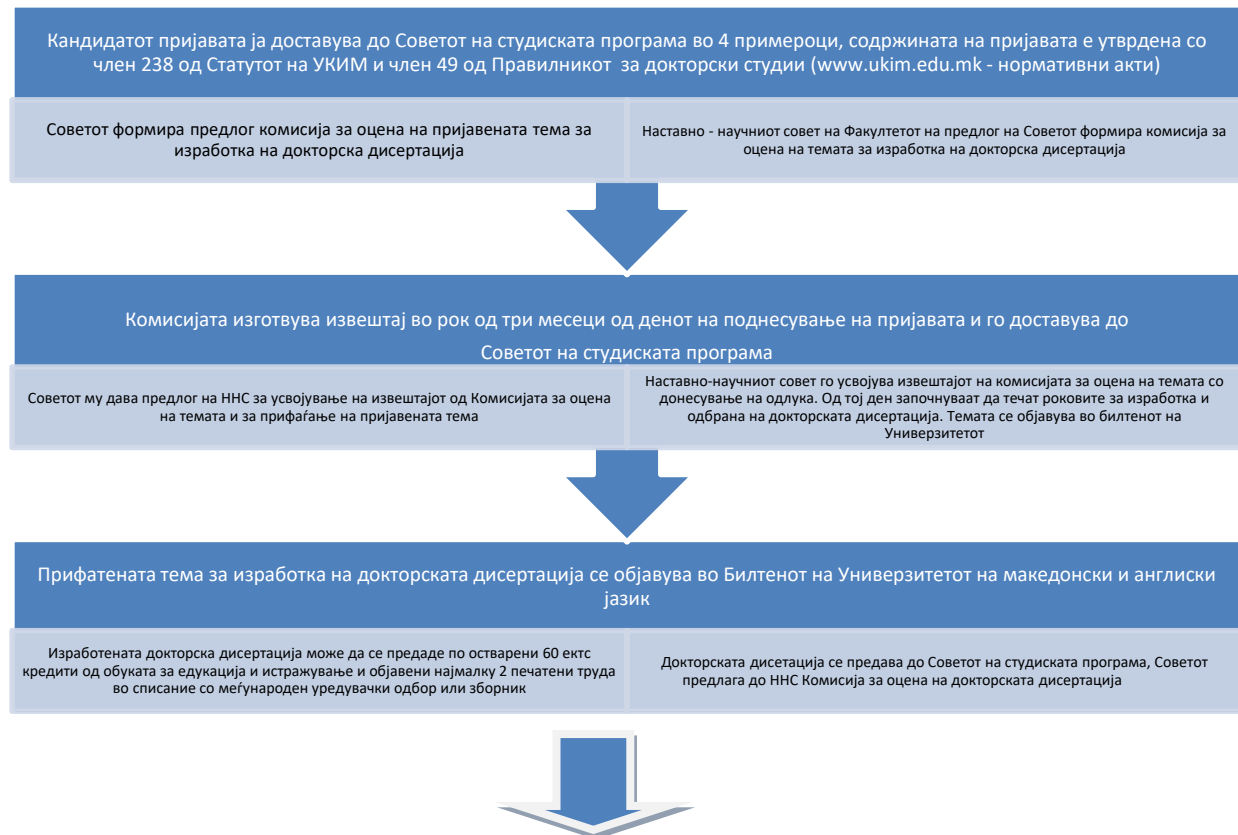 Кандидатот пријавата ја доставува до Советот на студиската програма во 4 примероци, содржината на пријавата е утврдена со
член 238 од Статутот на УКИМ и член 49 од Правилникот за докторски студии (www.ukim.edu.mk - нормативни акти)
Советот формира предлог комисија за оцена на пријавената тема за
изработка на докторска дисертација
Наставно - научниот совет на Факултетот на предлог на Советот формира комисија за
оцена на темата за изработка на докторска дисертација
Комисијата изготвува извештај во рок од три месеци од денот на поднесување на пријавата и го доставува до
Советот на студиската програма
Советот му дава предлог на ННС за усвојување на извештајот од Комисијата за оцена
на темата и за прифаќање на пријавената тема
Наставно-научниот совет го усвојува извештајот на комисијата за оцена на темата со
донесување на одлука. Од тој ден започнуваат да течат роковите за изработка и
одбрана на докторската дисертација. Темата се објавува во билтенот на
Универзитетот
Прифатената тема за изработка на докторската дисертација се објавува во Билтенот на Универзитетот на македонски и англиски
јазик
Изработената докторска дисертација може да се предаде по остварени 60 ектс
кредити од обуката за едукација и истражување и објавени најмалку 2 печатени труда
во списание со меѓународен уредувачки одбор или зборник
Докторската дисетација се предава до Советот на студиската програма, Советот
предлага до ННС Комисија за оцена на докторската дисертација